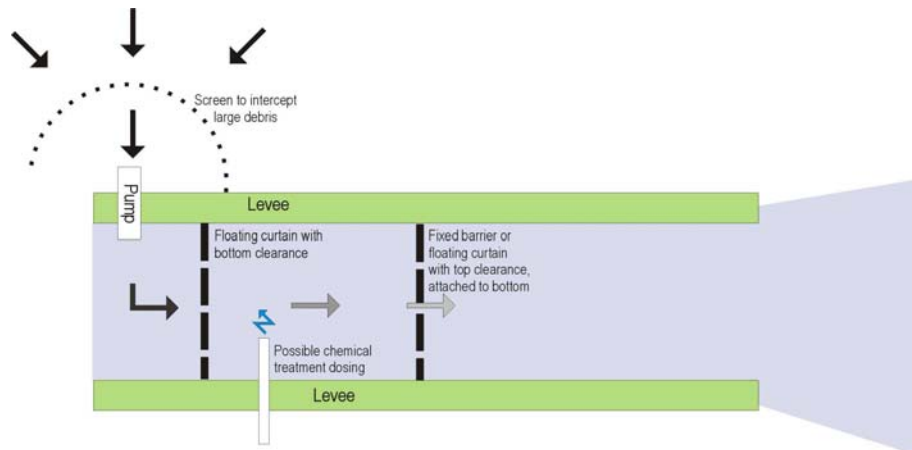 Screen to intercept
large debris
Pump
Levee
Floating curtain with
bottom clearance
Fixed barrier or
floating curtain
with top clearance,
attached to bottom
Possible chemical
treatment dosing
Levee